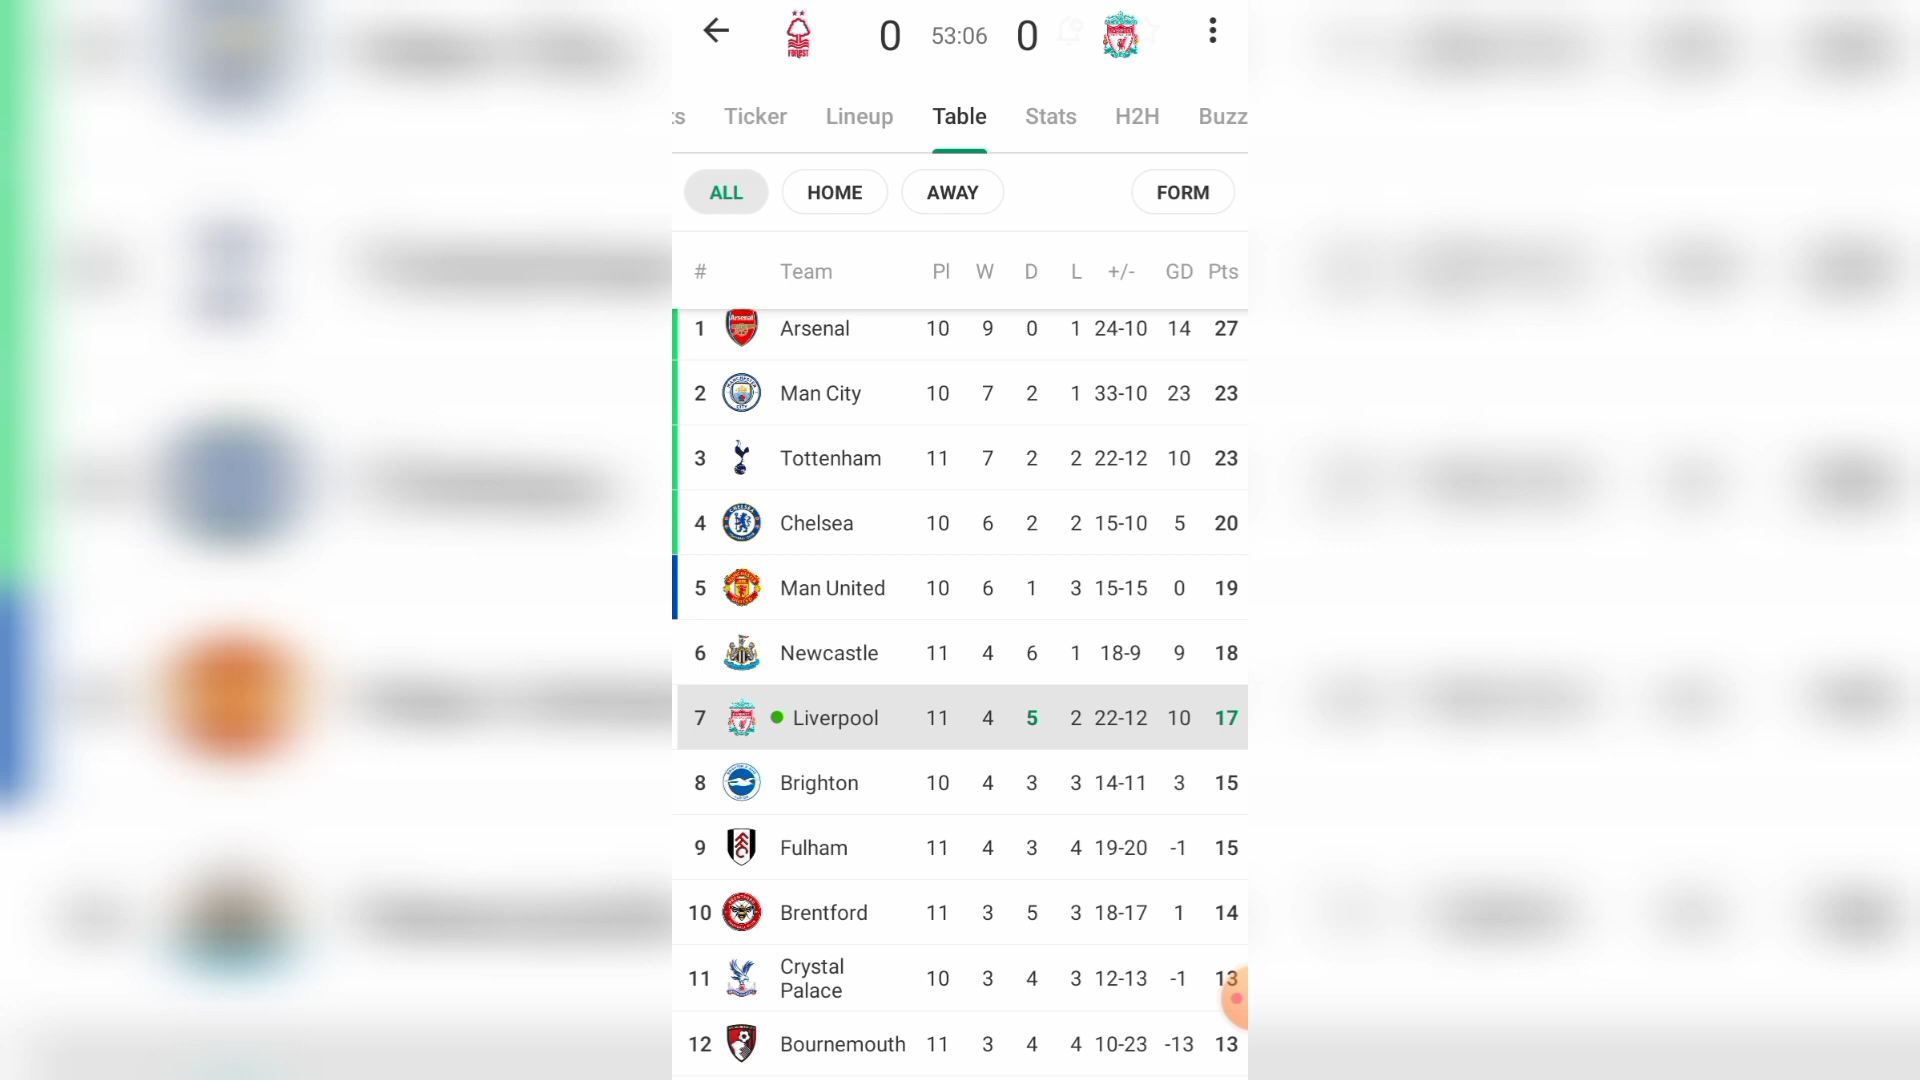 0 53:06 0
ts Ticker Lineup Table Stats H2H Buzz
ALL HOME AWAY FORM
# Team Pl W D L +/- GD Pts
1 Arsenal 10 9 0 1 24-10 14 27
2 Man City 10 7 2 1 33-10 23 23
3 Tottenham 11 7 2 2 22-12 10 23
4 Chelsea 10 6 2 2 15-10 5 20
5 Man United 10 6 1 3 15-15 0 19
6 Newcastle 11 4 6 1 18-9 9 18
7 Liverpool 11 4 5 2 22-12 10 17
8 Brighton 10 4 3 3 14-11 3 15
9 Fulham 11 4 3 4 19-20 -1 15
10 Brentford 11 3 5 3 18-17 1 14
11 Crystal Palace 10 3 4 3 12-13 -1 13
12 Bournemouth 11 3 4 4 10-23 -13 13